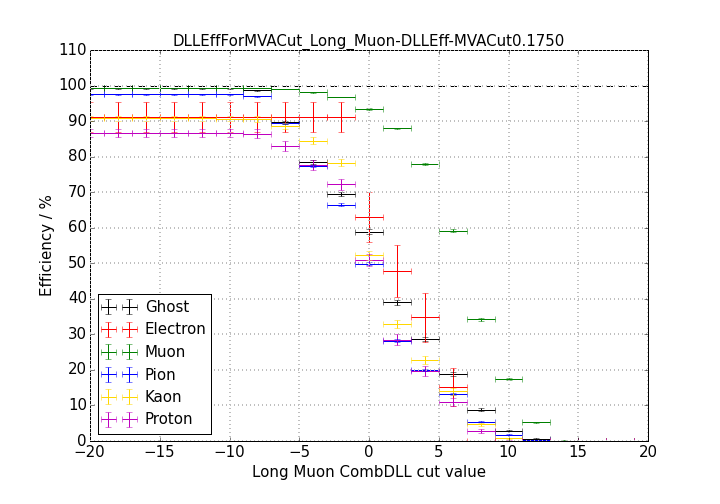 DLLEffForMVACut_Long_Muon-DLLEff-MVACut0.1750
110
100
90
80
70
60
50
40
30
20
10
0
Efficiency / %
Ghost
Electron
Muon
Pion
Kaon
Proton
−20 −15 −10 −5 0 5 10 15 20
Long Muon CombDLL cut value